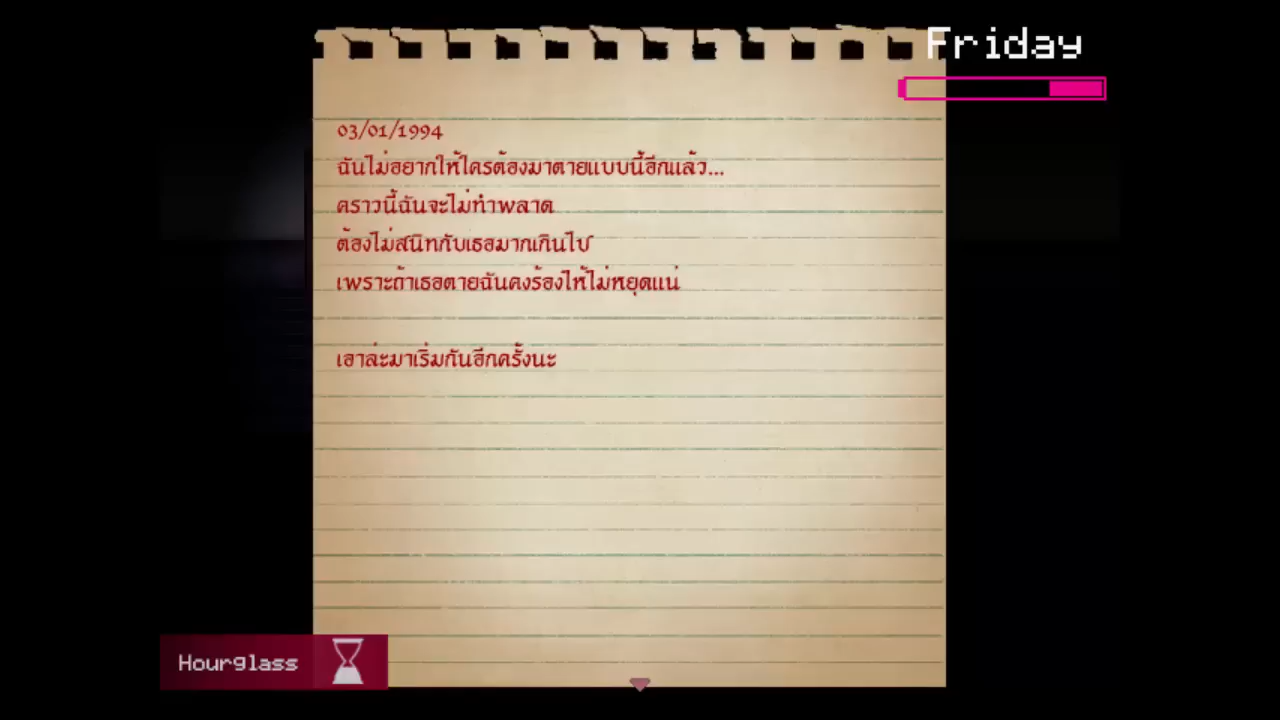 Friday
03/01/1994
ฉันไม่อยากให้ใครต้องมาตายแบบนี้อีกแล้ว...
คราวนี้ฉันจะไม่ทำพลาด
ต้องไม่สนิทกับเธอมากเกินไป
เพราะถ้าเธอตายฉันคงร้องไห้ไม่หยุดแน่
เอาล่ะมาเริ่มกันอีกครั้งนะ
Hourglass